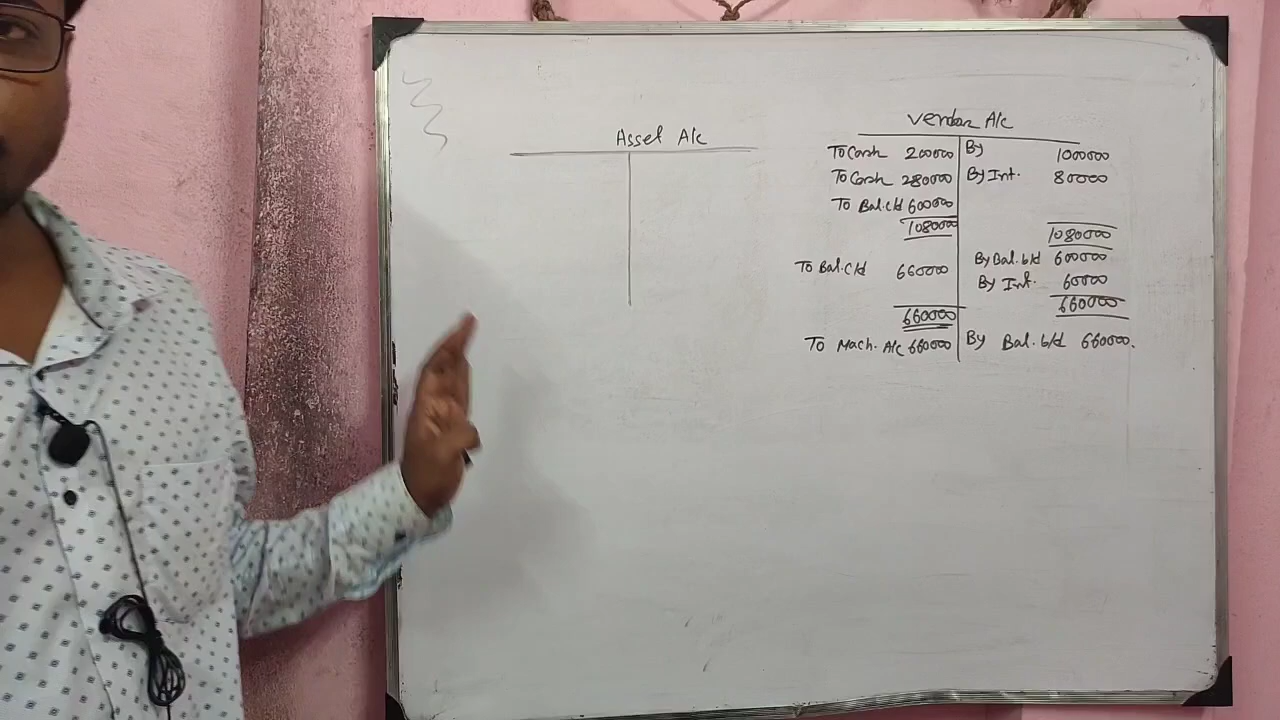 Asset A/c
Vendor A/c
To Cash 200000 By 1000000
To Cash 280000 By Int. 80000
To Bal. c/d 600000
1080000 1080000
By Bal. b/d 600000
To Bal. c/d 660000 By Int. 60000
660000 660000
To Mach. A/c 660000 By Bal. b/d 660000.